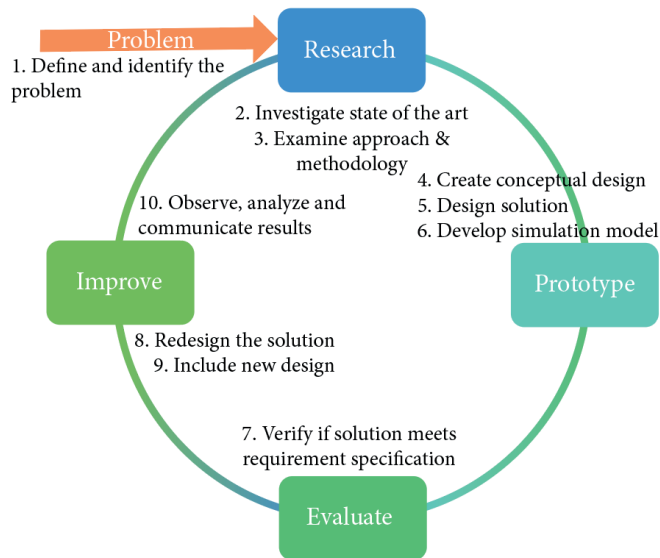 Problem
Research
1. Define and identify the
problem
2. Investigate state of the art
3. Examine approach &
methodology
4. Create conceptual design
5. Design solution
6. Develop simulation model
10. Observe, analyze and
communicate results
Improve
Prototype
8. Redesign the solution
9. Include new design
7. Verify if solution meets
requirement specification
Evaluate